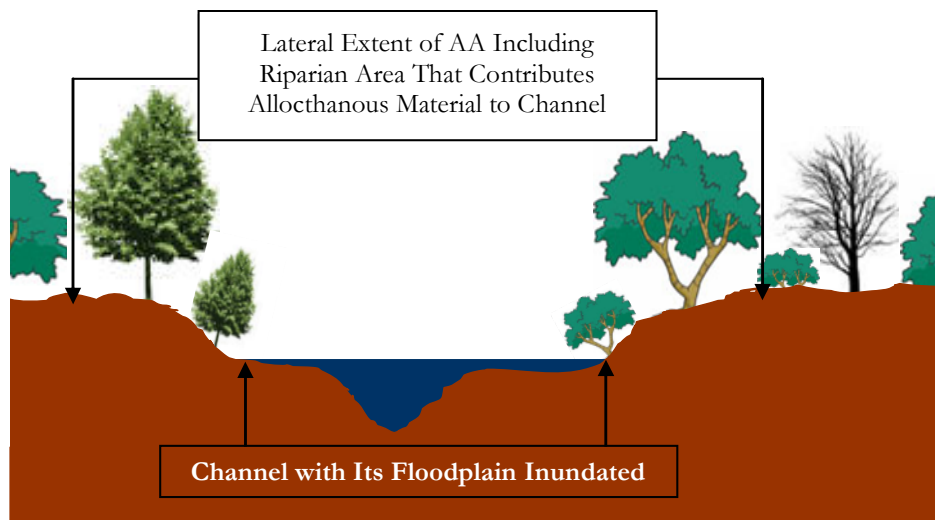 Lateral Extent of AA Including
Riparian Area That Contributes
Allocthanous Material to Channel
Channel with Its Floodplain Inundated